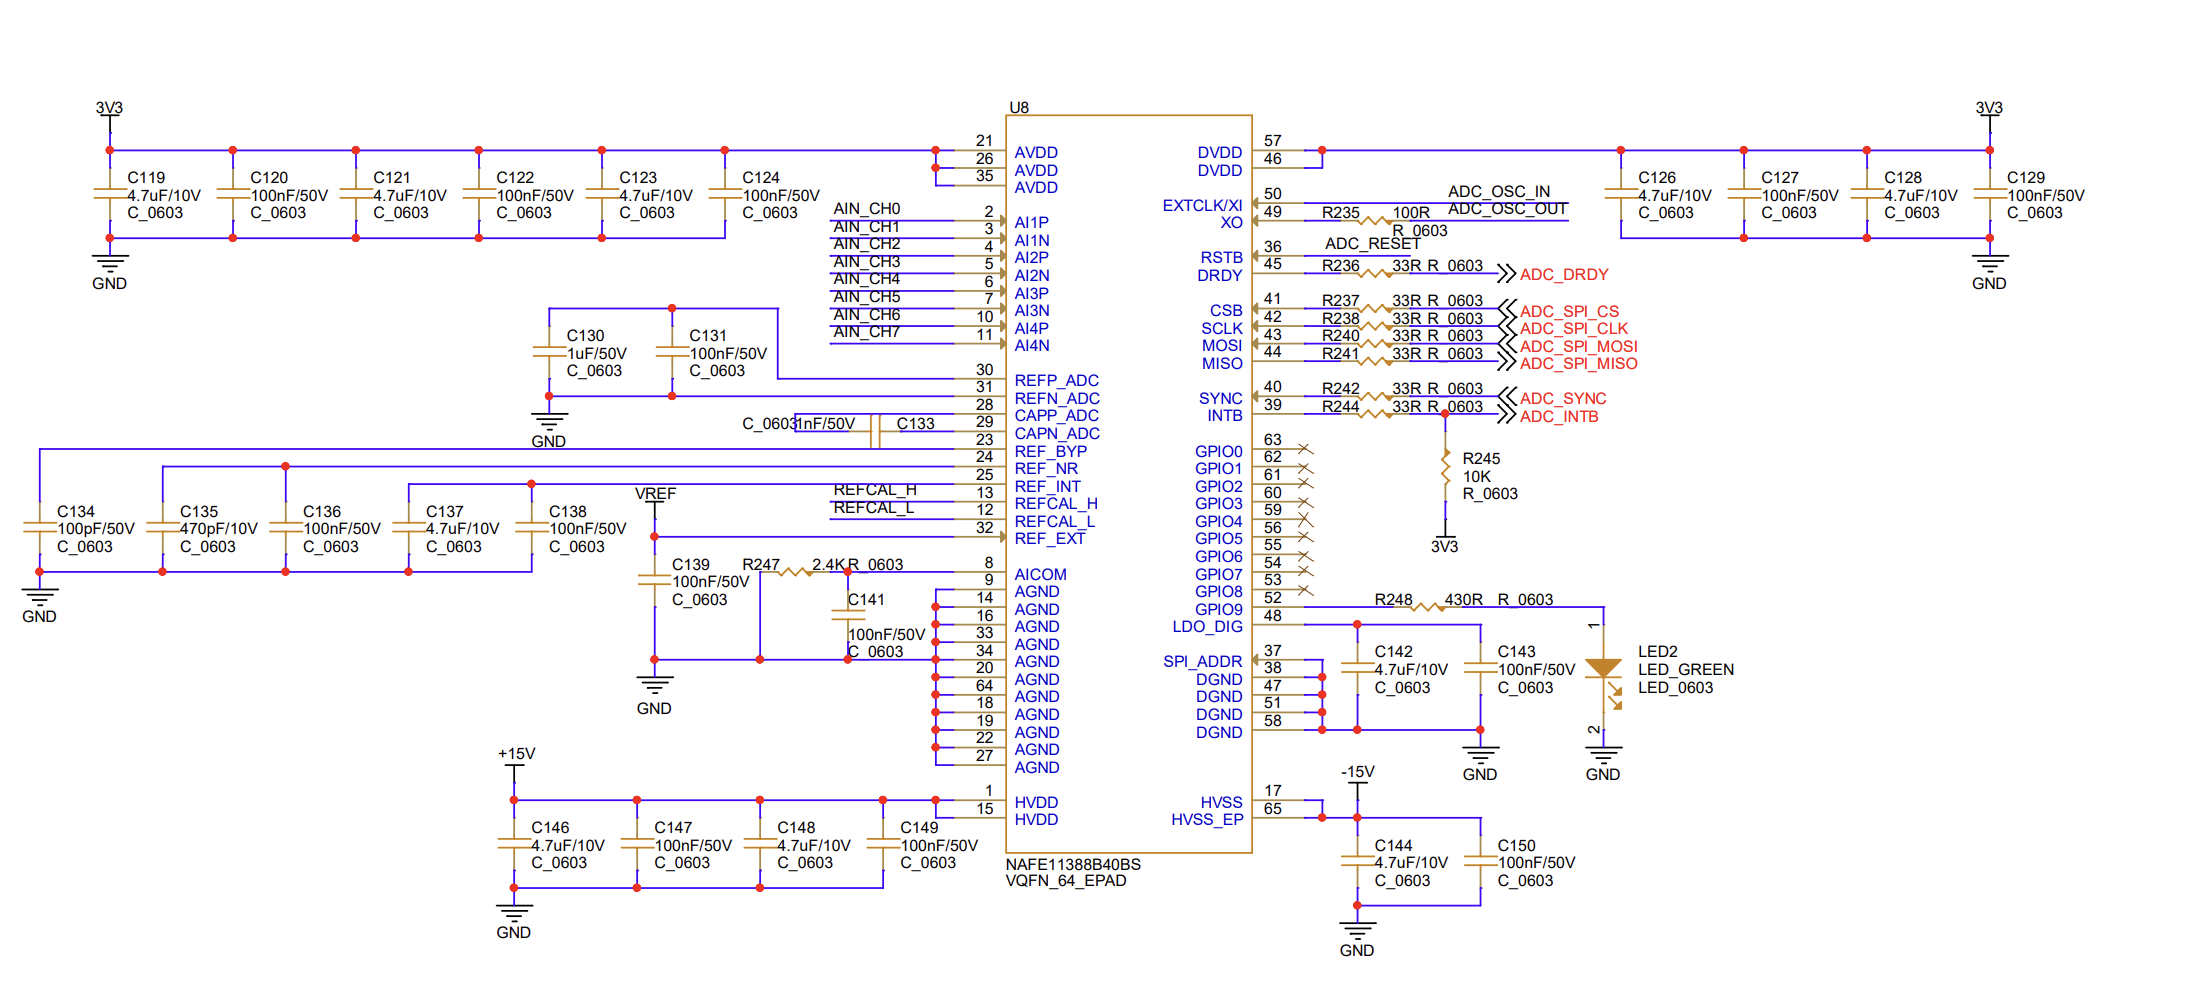 3V3
C119
4.7uF/10V
C_0603
C120
100nF/50V
C_0603
C121
4.7uF/10V
C_0603
C122
100nF/50V
C_0603
C123
4.7uF/10V
C_0603
C124
100nF/50V
C_0603
GND
AIN_CH0
AIN_CH1
AIN_CH2
AIN_CH3
AIN_CH4
AIN_CH5
AIN_CH6
AIN_CH7
C130
1uF/50V
C_0603
C131
100nF/50V
C_0603
GND
C_0603
1nF/50V
C133
C134
100pF/50V
C_0603
C135
470pF/10V
C_0603
C136
100nF/50V
C_0603
C137
4.7uF/10V
C_0603
C138
100nF/50V
C_0603
GND
VREF
REFCAL_H
REFCAL_L
C139
100nF/50V
C_0603
R247
2.4K
R_0603
C141
100nF/50V
C_0603
GND
+15V
C146
4.7uF/10V
C_0603
C147
100nF/50V
C_0603
C148
4.7uF/10V
C_0603
C149
100nF/50V
C_0603
GND
U8
21 AVDD
26 AVDD
35 AVDD
2 AI1P
3 AI1N
4 AI2P
5 AI2N
6 AI3P
7 AI3N
10 AI4P
11 AI4N
30 REFP_ADC
31 REFN_ADC
28 CAPP_ADC
29 CAPN_ADC
23 REF_BYP
24 REF_NR
25 REF_INT
13 REFCAL_H
12 REFCAL_L
32 REF_EXT
8 AICOM
9 AGND
14 AGND
16 AGND
33 AGND
34 AGND
20 AGND
64 AGND
18 AGND
19 AGND
22 AGND
27 AGND
1 HVDD
15 HVDD
DVDD 57
DVDD 46
EXTCLK/XI 50
XO 49
RSTB 36
DRDY 45
CSB 41
SCLK 42
MOSI 43
MISO 44
SYNC 40
INTB 39
GPIO0 63
GPIO1 62
GPIO2 61
GPIO3 60
GPIO4 59
GPIO5 56
GPIO6 55
GPIO7 54
GPIO8 53
GPIO9 52
LDO_DIG 48
SPI_ADDR 37
DGND 38
DGND 47
DGND 51
DGND 58
HVSS 17
HVSS_EP 65
NAFE11388B40BS
VQFN_64_EPAD
ADC_OSC_IN
R235 100R ADC_OSC_OUT
R_0603
ADC_RESET
R236 33R R_0603 ADC_DRDY
R237 33R R_0603 ADC_SPI_CS
R238 33R R_0603 ADC_SPI_CLK
R240 33R R_0603 ADC_SPI_MOSI
R241 33R R_0603 ADC_SPI_MISO
R242 33R R_0603 ADC_SYNC
R244 33R R_0603 ADC_INTB
R245
10K
R_0603
3V3
3V3
C126
4.7uF/10V
C_0603
C127
100nF/50V
C_0603
C128
4.7uF/10V
C_0603
C129
100nF/50V
C_0603
GND
R248 430R R_0603
C142
4.7uF/10V
C_0603
C143
100nF/50V
C_0603
GND
1
LED2
LED_GREEN
LED_0603
2
GND
-15V
C144
4.7uF/10V
C_0603
C150
100nF/50V
C_0603
GND